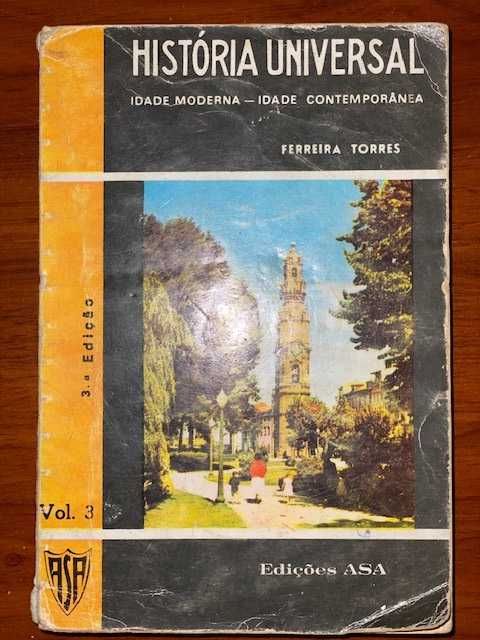 HISTÓRIA UNIVERSAL
IDADE MODERNA — IDADE CONTEMPORÂNEA
FERREIRA TORRES
3.ª Edição
Vol. 3
ASA
Edições ASA